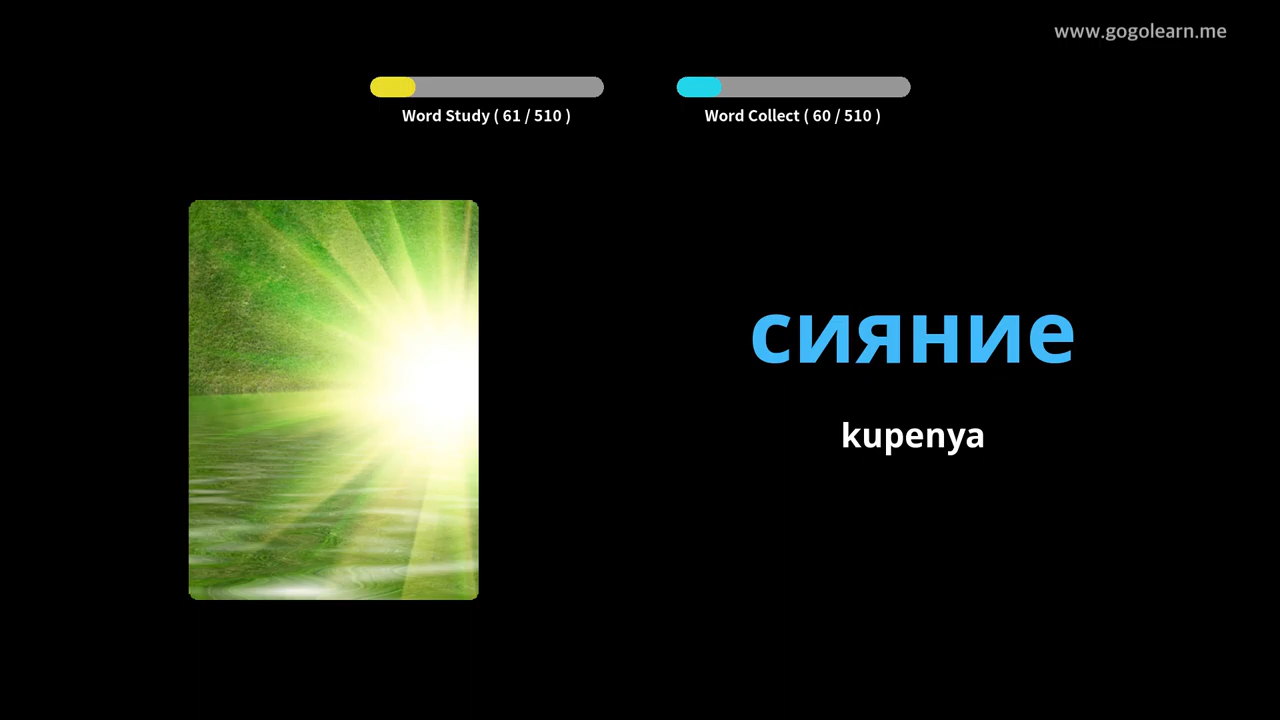 www.gogolearn.me
Word Study ( 61 / 510 )
Word Collect ( 60 / 510 )
сияние
kupenya